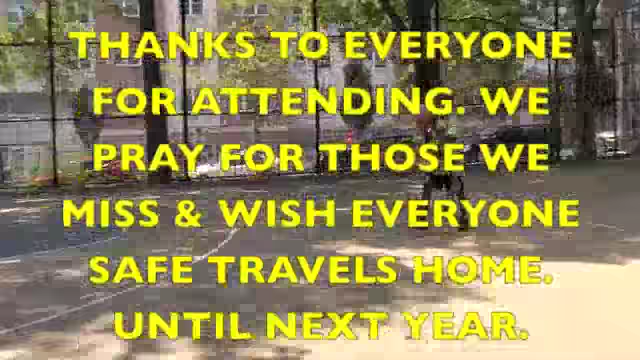 THANKS TO EVERYONE
FOR ATTENDING. WE
PRAY FOR THOSE WE
MISS & WISH EVERYONE
SAFE TRAVELS HOME.
UNTIL NEXT YEAR.